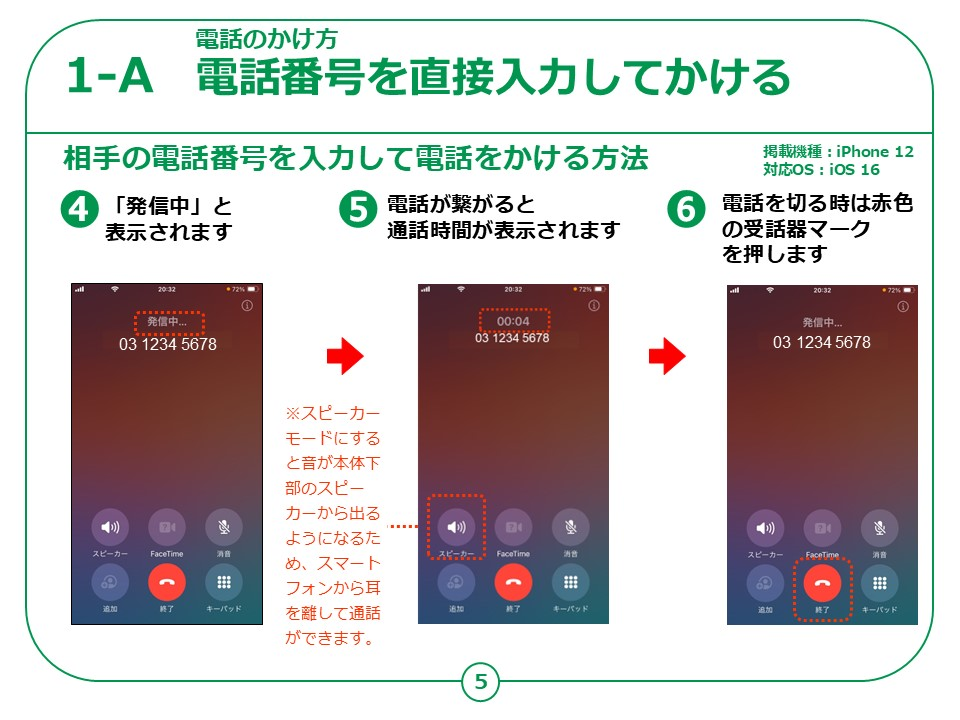 電話のかけ方
1-A 電話番号を直接入力してかける
相手の電話番号を入力して電話をかける方法
掲載機種：iPhone 12
対応OS：iOS 16
4 「発信中」と
表示されます
5 電話が繋がると
通話時間が表示されます
6 電話を切る時は赤色
の受話器マーク
を押します
20:32 72%
発信中...
03 1234 5678
スピーカー FaceTime 消音
追加 終了 キーパッド
※スピーカー
モードにする
と音が本体下
部のスピー
カーから出る
ようになるた
め、スマート
フォンから耳
を離して通話
ができます。
20:32 72%
00:04
03 1234 5678
スピーカー FaceTime 消音
追加 終了 キーパッド
20:32 72%
発信中...
03 1234 5678
スピーカー FaceTime 消音
追加 終了 キーパッド
5